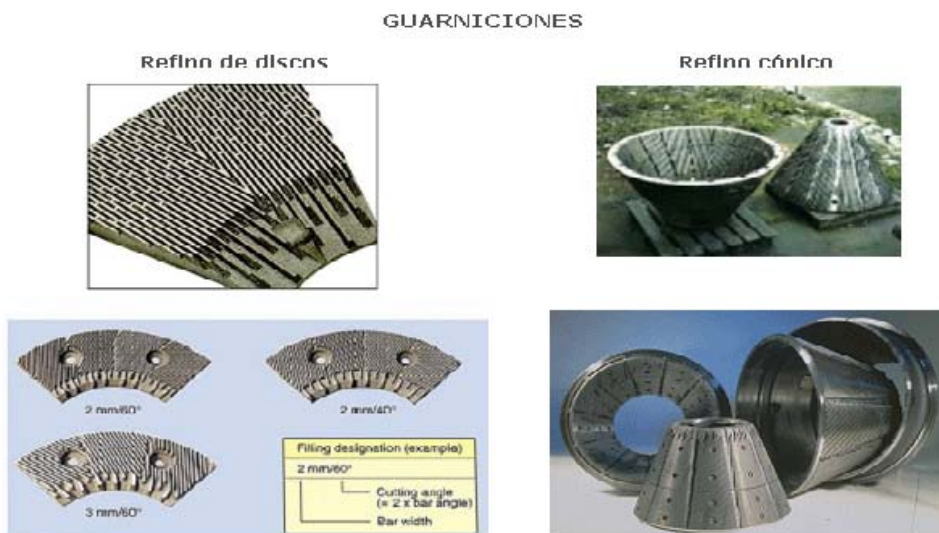 GUARNICIONES
Refino de discos
Refino cónico
2 mm/60°
2 mm/40°
3 mm/60°
Filling designation (example)
2 mm/60°
Cutting angle
(= 2 x bar angle)
Bar width